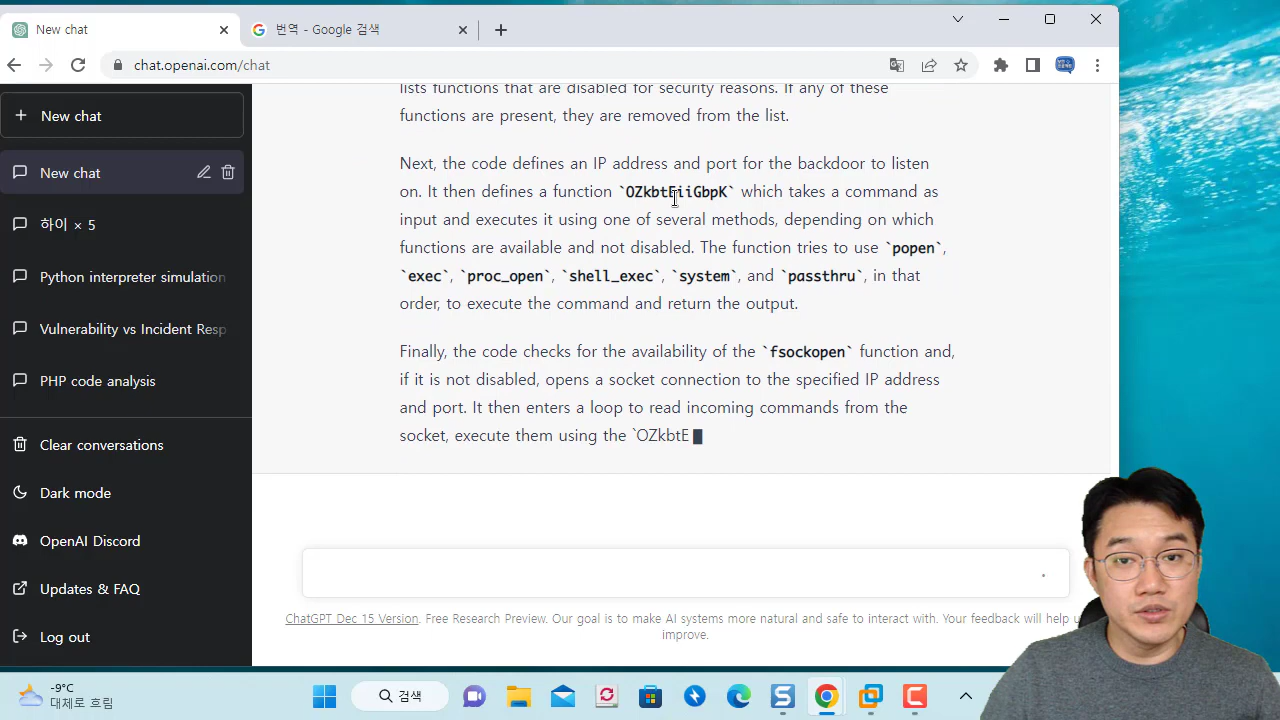 New chat
번역 - Google 검색
chat.openai.com/chat
New chat
New chat
하이 × 5
Python interpreter simulation
Vulnerability vs Incident Resp
PHP code analysis
Clear conversations
Dark mode
OpenAI Discord
Updates & FAQ
Log out
lists functions that are disabled for security reasons. If any of these
functions are present, they are removed from the list.
Next, the code defines an IP address and port for the backdoor to listen
on. It then defines a function `OZkbtEiiGbpK` which takes a command as
input and executes it using one of several methods, depending on which
functions are available and not disabled. The function tries to use `popen`,
`exec`, `proc_open`, `shell_exec`, `system`, and `passthru`, in that
order, to execute the command and return the output.
Finally, the code checks for the availability of the `fsockopen` function and,
if it is not disabled, opens a socket connection to the specified IP address
and port. It then enters a loop to read incoming commands from the
socket, execute them using the `OZkbtE
ChatGPT Dec 15 Version. Free Research Preview. Our goal is to make AI systems more natural and safe to interact with. Your feedback will help u
improve.
-9°C
대체로 흐림
검색